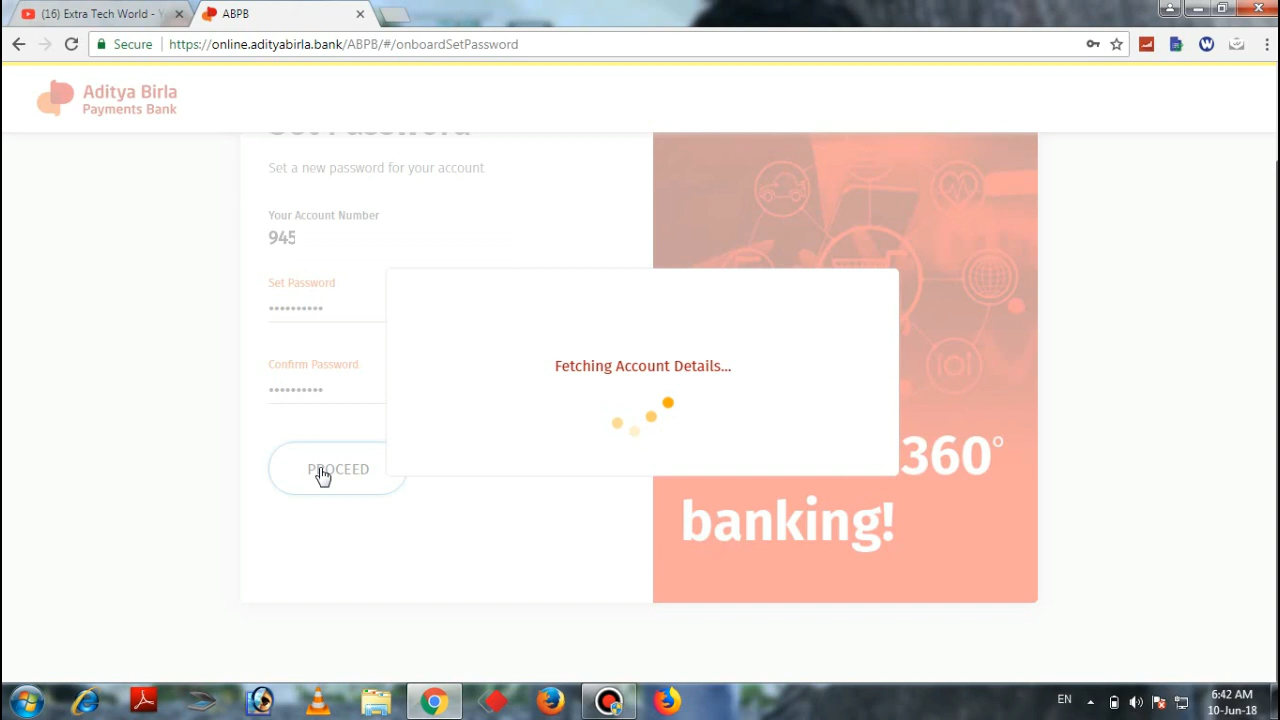 (16) Extra Tech World - Y
ABPB
Secure
https://online.adityabirla.bank/ABPB/#/onboardSetPassword
Aditya Birla
Payments Bank
Set Password
Set a new password for your account
Your Account Number
945
Set Password
••••••••••
Confirm Password
••••••••••
PROCEED
Fetching Account Details...
360°
banking!
EN
6:42 AM
10-Jun-18